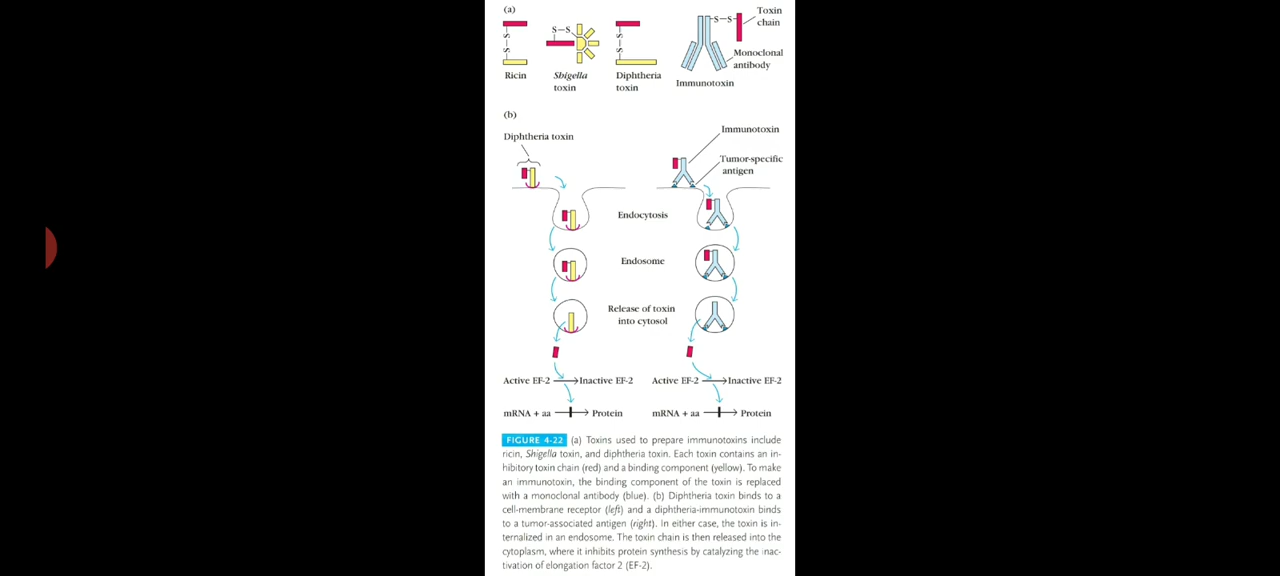 (a)
Toxin
chain
S—S
S—S
S
S
S
S
Monoclonal
antibody
Ricin
Shigella
toxin
Diphtheria
toxin
Immunotoxin
(b)
Immunotoxin
Diphtheria toxin
Tumor-specific
antigen
Endocytosis
Endosome
Release of toxin
into cytosol
Active EF-2 → Inactive EF-2
Active EF-2 → Inactive EF-2
mRNA + aa → Protein
mRNA + aa → Protein
FIGURE 4-22 (a) Toxins used to prepare immunotoxins include
ricin, Shigella toxin, and diphtheria toxin. Each toxin contains an in-
hibitory toxin chain (red) and a binding component (yellow). To make
an immunotoxin, the binding component of the toxin is replaced
with a monoclonal antibody (blue). (b) Diphtheria toxin binds to a
cell-membrane receptor (left) and a diphtheria-immunotoxin binds
to a tumor-associated antigen (right). In either case, the toxin is in-
ternalized in an endosome. The toxin chain is then released into the
cytoplasm, where it inhibits protein synthesis by catalyzing the inac-
tivation of elongation factor 2 (EF-2).